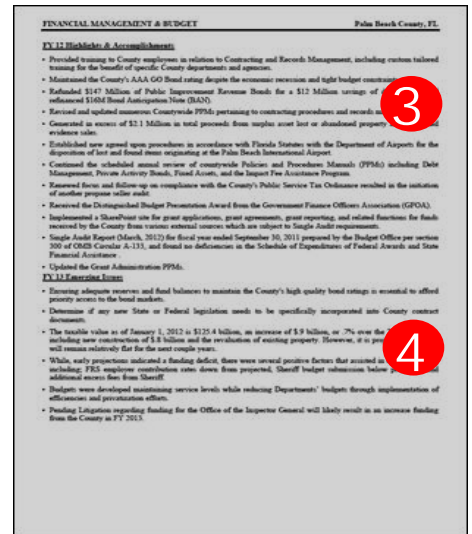 FINANCIAL MANAGEMENT & BUDGET Palm Beach County, FL
FY 12 Highlights & Accomplishments
• Provided training to County employees in relation to Contracting and Records Management, including custom tailored
training for the benefit of specific County departments and agencies.
• Maintained the County's AAA GO Bond rating despite the economic recession and tight budget
• Refunded $147 Million of Public Improvement Revenue Bonds for a $12 Million savings of
refinanced $16M Bond Anticipation Note (BAN).
• Revised and updated numerous Countywide PPMs pertaining to contracting procedures and records
• Generated in excess of $2.1 Million in total proceeds from surplus asset lost or abandoned property
evidence sales.
• Established new agreed upon procedures in accordance with Florida Statutes with the Department of Airports for the
disposition of lost and found items originating at the Palm Beach International Airport.
• Continued the scheduled annual review of countywide Policies and Procedures Manuals (PPMs) including Debt
Management, Private Activity Bonds, Fixed Assets, and the Impact Fee Assistance Program.
• Renewed focus and follow-up on compliance with the County's Public Service Tax Ordinance resulted in the initiation
of another propane seller audit.
• Received the Distinguished Budget Presentation Award from the Government Finance Officers Association (GFOA).
• Implemented a SharePoint site for grant applications, grant agreements, grant reporting, and related functions for funds
received by the County from various external sources which are subject to Single Audit requirements.
• Single Audit Report (March, 2012) for fiscal year ended September 30, 2011 prepared by the Budget Office per section
300 of OMB Circular A-133, and found no deficiencies in the Schedule of Expenditures of Federal Awards and State
Financial Assistance .
• Updated the Grant Administration PPMs.
FY 13 Emerging Issues
• Ensuring adequate reserves and fund balances to maintain the County's high quality bond ratings is essential to afford
priority access to the bond markets.
• Determine if any new State or Federal legislation needs to be specifically incorporated into County contract
documents.
• The taxable value as of January 1, 2012 is $125.4 billion, an increase of $.9 billion, or .7% over the
including new construction of $.8 billion and the revaluation of existing property. However, it is
will remain relatively flat for the next couple years.
• While, early projections indicated a funding deficit, there were several positive factors that assisted in
including; FRS employer contribution rates down from projected, Sheriff budget submission below
additional excess fees from Sheriff.
• Budgets were developed maintaining service levels while reducing Departments' budgets through implementation of
efficiencies and privatization efforts.
• Pending Litigation regarding funding for the Office of the Inspector General will likely result in an increase funding
from the County in FY 2013.
3
4